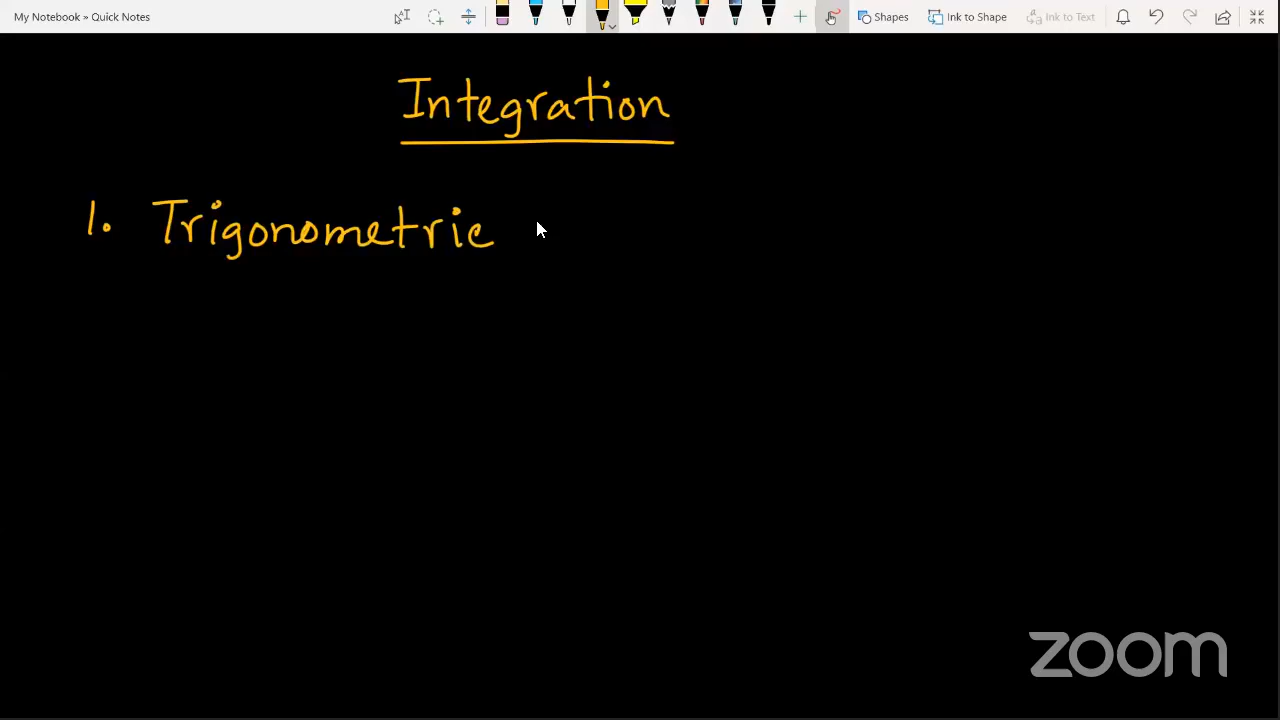 My Notebook » Quick Notes
Shapes
Ink to Shape
Ink to Text
Integration
1. Trigonometric
zoom